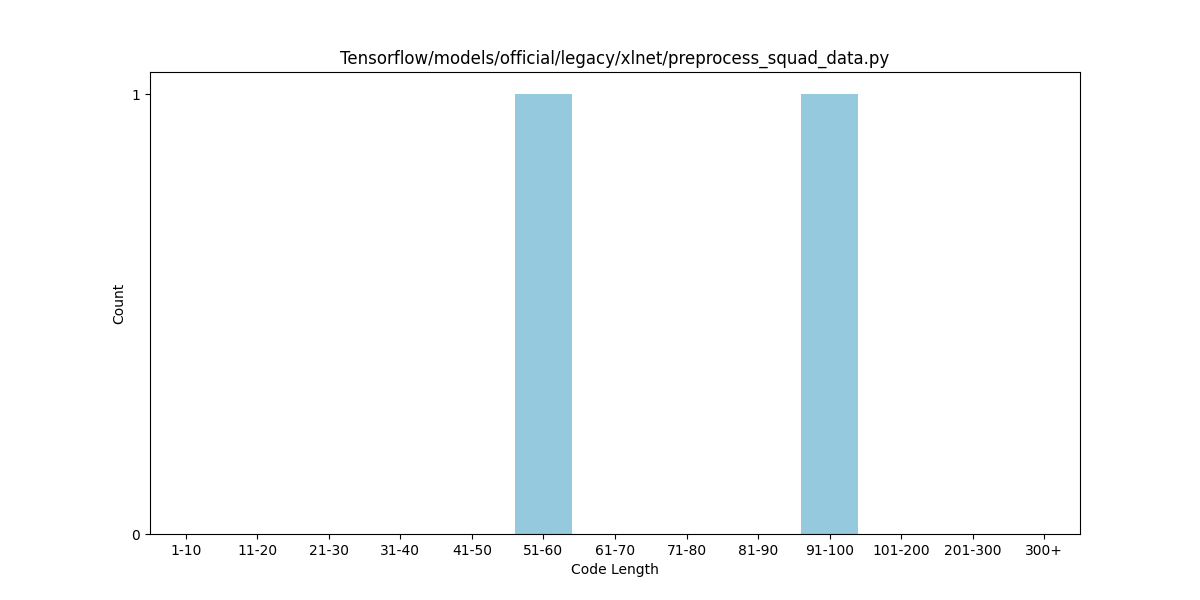 Tensorflow/models/official/legacy/xlnet/preprocess_squad_data.py
1
Count
0
1-10 11-20 21-30 31-40 41-50 51-60 61-70 71-80 81-90 91-100 101-200 201-300 300+
Code Length